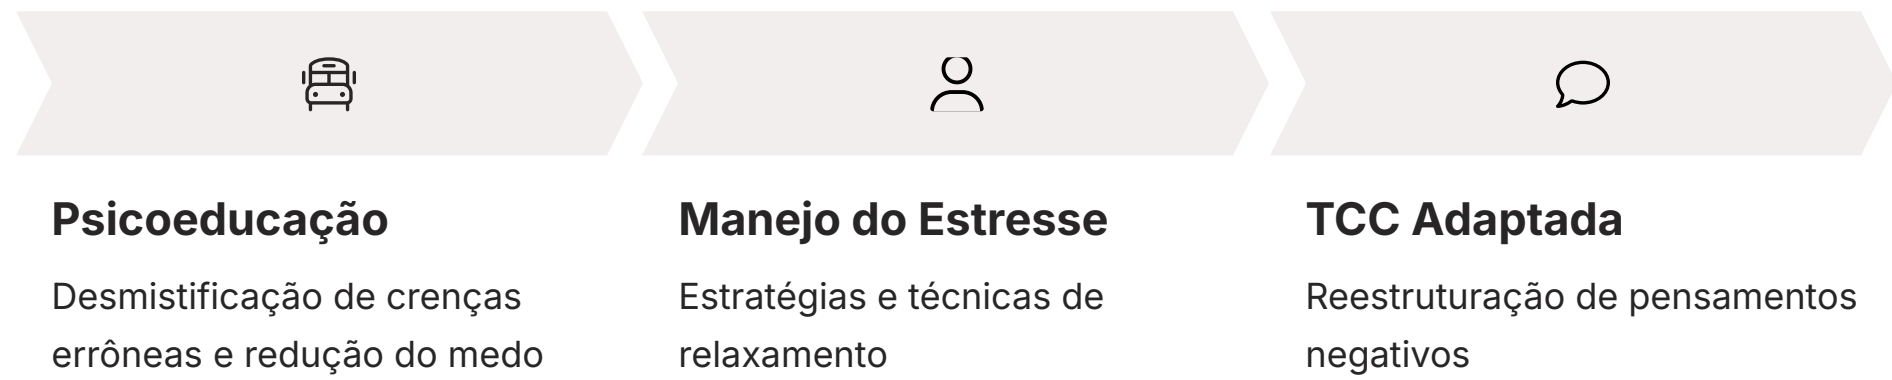 Psicoeducação
Desmistificação de crenças
errôneas e redução do medo
Manejo do Estresse
Estratégias e técnicas de
relaxamento
TCC Adaptada
Reestruturação de pensamentos
negativos